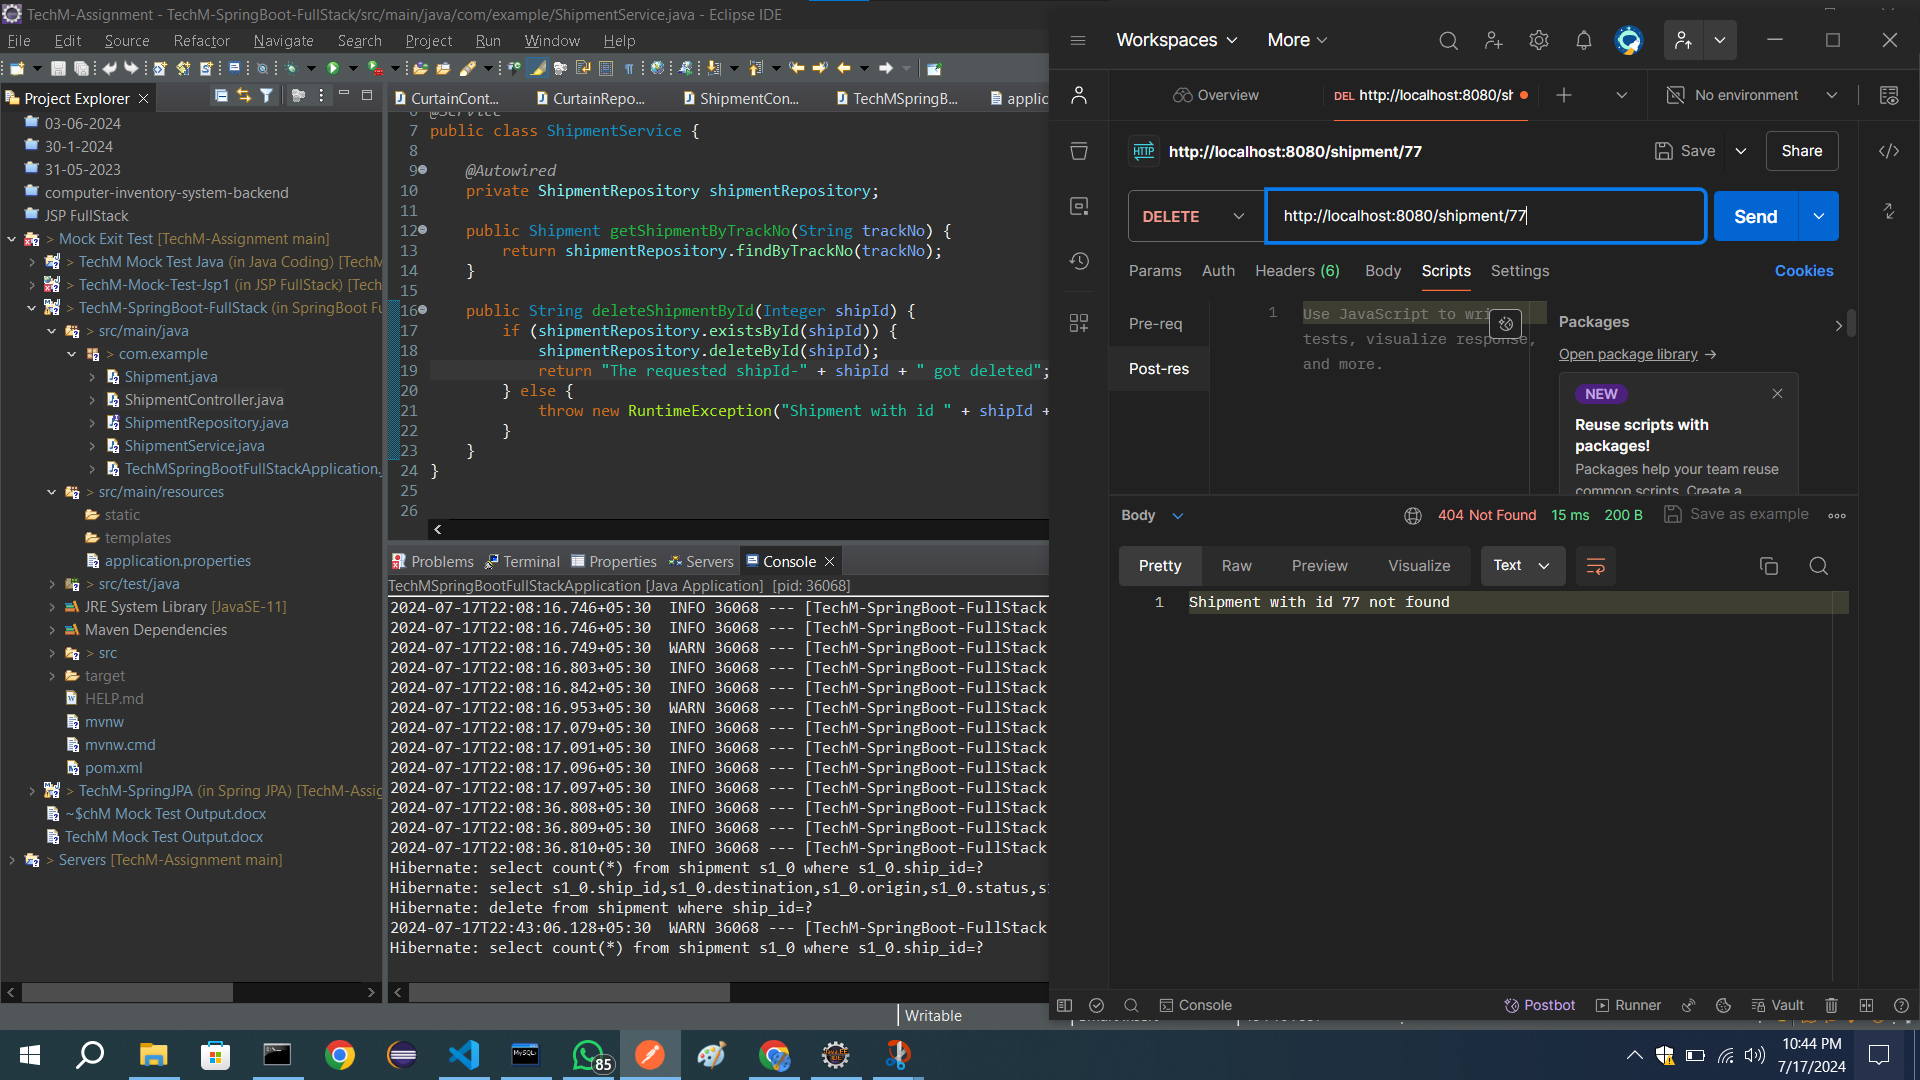 TechM-Assignment - TechM-SpringBoot-FullStack/src/main/java/com/example/ShipmentService.java - Eclipse IDE
File Edit Source Refactor Navigate Search Project Run Window Help
Project Explorer
03-06-2024
30-1-2024
31-05-2023
computer-inventory-system-backend
JSP FullStack
> Mock Exit Test [TechM-Assignment main]
> TechM Mock Test Java (in Java Coding) [TechM
> TechM-Mock-Test-Jsp1 (in JSP FullStack) [Tech
> TechM-SpringBoot-FullStack (in SpringBoot Fu
> src/main/java
> com.example
Shipment.java
ShipmentController.java
ShipmentRepository.java
ShipmentService.java
TechMSpringBootFullStackApplication.
> src/main/resources
static
templates
application.properties
> src/test/java
JRE System Library [JavaSE-11]
Maven Dependencies
> src
target
HELP.md
mvnw
mvnw.cmd
pom.xml
> TechM-SpringJPA (in Spring JPA) [TechM-Assig
~$chM Mock Test Output.docx
TechM Mock Test Output.docx
> Servers [TechM-Assignment main]
CurtainCont... CurtainRepo... ShipmentCon... TechMSpringB... applic
6 @Service
7 public class ShipmentService {
8
9 @Autowired
10 private ShipmentRepository shipmentRepository;
11
12 public Shipment getShipmentByTrackNo(String trackNo) {
13 return shipmentRepository.findByTrackNo(trackNo);
14 }
15
16 public String deleteShipmentById(Integer shipId) {
17 if (shipmentRepository.existsById(shipId)) {
18 shipmentRepository.deleteById(shipId);
19 return "The requested shipId-" + shipId + " got deleted";
20 } else {
21 throw new RuntimeException("Shipment with id " + shipId +
22 }
23 }
24 }
25
26
Problems Terminal Properties Servers Console
TechMSpringBootFullStackApplication [Java Application] [pid: 36068]
2024-07-17T22:08:16.746+05:30 INFO 36068 --- [TechM-SpringBoot-FullStack
2024-07-17T22:08:16.746+05:30 INFO 36068 --- [TechM-SpringBoot-FullStack
2024-07-17T22:08:16.749+05:30 WARN 36068 --- [TechM-SpringBoot-FullStack
2024-07-17T22:08:16.803+05:30 INFO 36068 --- [TechM-SpringBoot-FullStack
2024-07-17T22:08:16.842+05:30 INFO 36068 --- [TechM-SpringBoot-FullStack
2024-07-17T22:08:16.953+05:30 WARN 36068 --- [TechM-SpringBoot-FullStack
2024-07-17T22:08:17.079+05:30 INFO 36068 --- [TechM-SpringBoot-FullStack
2024-07-17T22:08:17.091+05:30 INFO 36068 --- [TechM-SpringBoot-FullStack
2024-07-17T22:08:17.096+05:30 INFO 36068 --- [TechM-SpringBoot-FullStack
2024-07-17T22:08:17.097+05:30 INFO 36068 --- [TechM-SpringBoot-FullStack
2024-07-17T22:08:36.808+05:30 INFO 36068 --- [TechM-SpringBoot-FullStack
2024-07-17T22:08:36.809+05:30 INFO 36068 --- [TechM-SpringBoot-FullStack
2024-07-17T22:08:36.810+05:30 INFO 36068 --- [TechM-SpringBoot-FullStack
Hibernate: select count(*) from shipment s1_0 where s1_0.ship_id=?
Hibernate: select s1_0.ship_id,s1_0.destination,s1_0.origin,s1_0.status,s
Hibernate: delete from shipment where ship_id=?
2024-07-17T22:43:06.128+05:30 WARN 36068 --- [TechM-SpringBoot-FullStack
Hibernate: select count(*) from shipment s1_0 where s1_0.ship_id=?
Writable
Workspaces More
Overview DEL http://localhost:8080/sh No environment
HTTP http://localhost:8080/shipment/77 Save Share
DELETE http://localhost:8080/shipment/77 Send
Params Auth Headers (6) Body Scripts Settings Cookies
Pre-req
Post-res
1 Use JavaScript to wri
tests, visualize response,
and more.
Packages
Open package library →
NEW
Reuse scripts with
packages!
Packages help your team reuse
common scripts. Create a
Body 404 Not Found 15 ms 200 B Save as example
Pretty Raw Preview Visualize Text
1 Shipment with id 77 not found
Console Postbot Runner Vault
MySQL
85
10:44 PM
7/17/2024